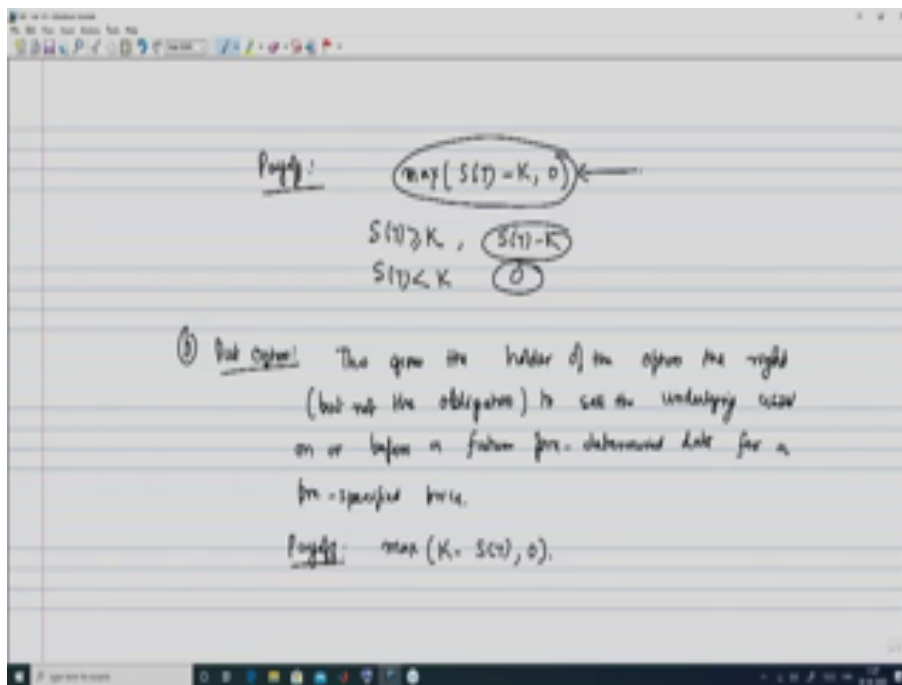 Payoff: max(S(T) - K, 0)
S(T) ≥ K, S(T) - K
S(T) < K 0
② Put Option: This gives the holder of the option the right
(but not the obligation) to sell the underlying asset
on or before a future pre-determined date for a
pre-specified price.
Payoff: max(K - S(T), 0).